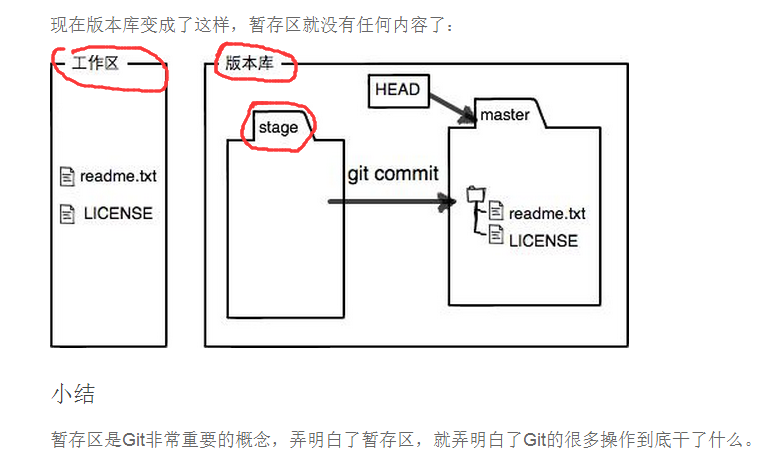 现在版本库变成了这样，暂存区就没有任何内容了：
工作区
版本库
HEAD
stage
master
git commit
readme.txt
LICENSE
readme.txt
LICENSE
小结
暂存区是Git非常重要的概念，弄明白了暂存区，就弄明白了Git的很多操作到底干了什么。